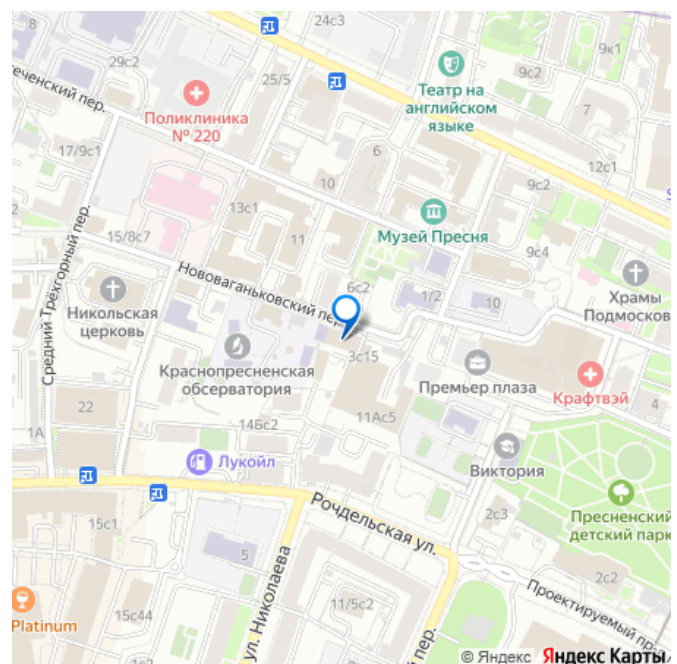 8
24с3
9к1
29с2
9с2
Театр на
английском
языке
7
25/5
Поликлиника
№ 220
еченский пер.
17/9с1
6
12с1
10
9с2
2
13с1
Музей Пресня
15/8с7
11
9с4
Средний Трёхгорный пер.
Нововаганьковский пер.
6с2
1/2
10
Храмы
Подмосков
Никольская
церковь
3с15
Краснопресненская
обсерватория
Премьер плаза
Крафтвэй
4
22
11Ас5
1А
14Бс2
Лукойл
Виктория
Рочдельская ул.
15с1
2с3
Пресненский
детский парк
5
2с2
Проектируемый пр
ул. Николаева
11/5с2
Platinum
15с44
пер.
© Яндекс Яндекс Карты